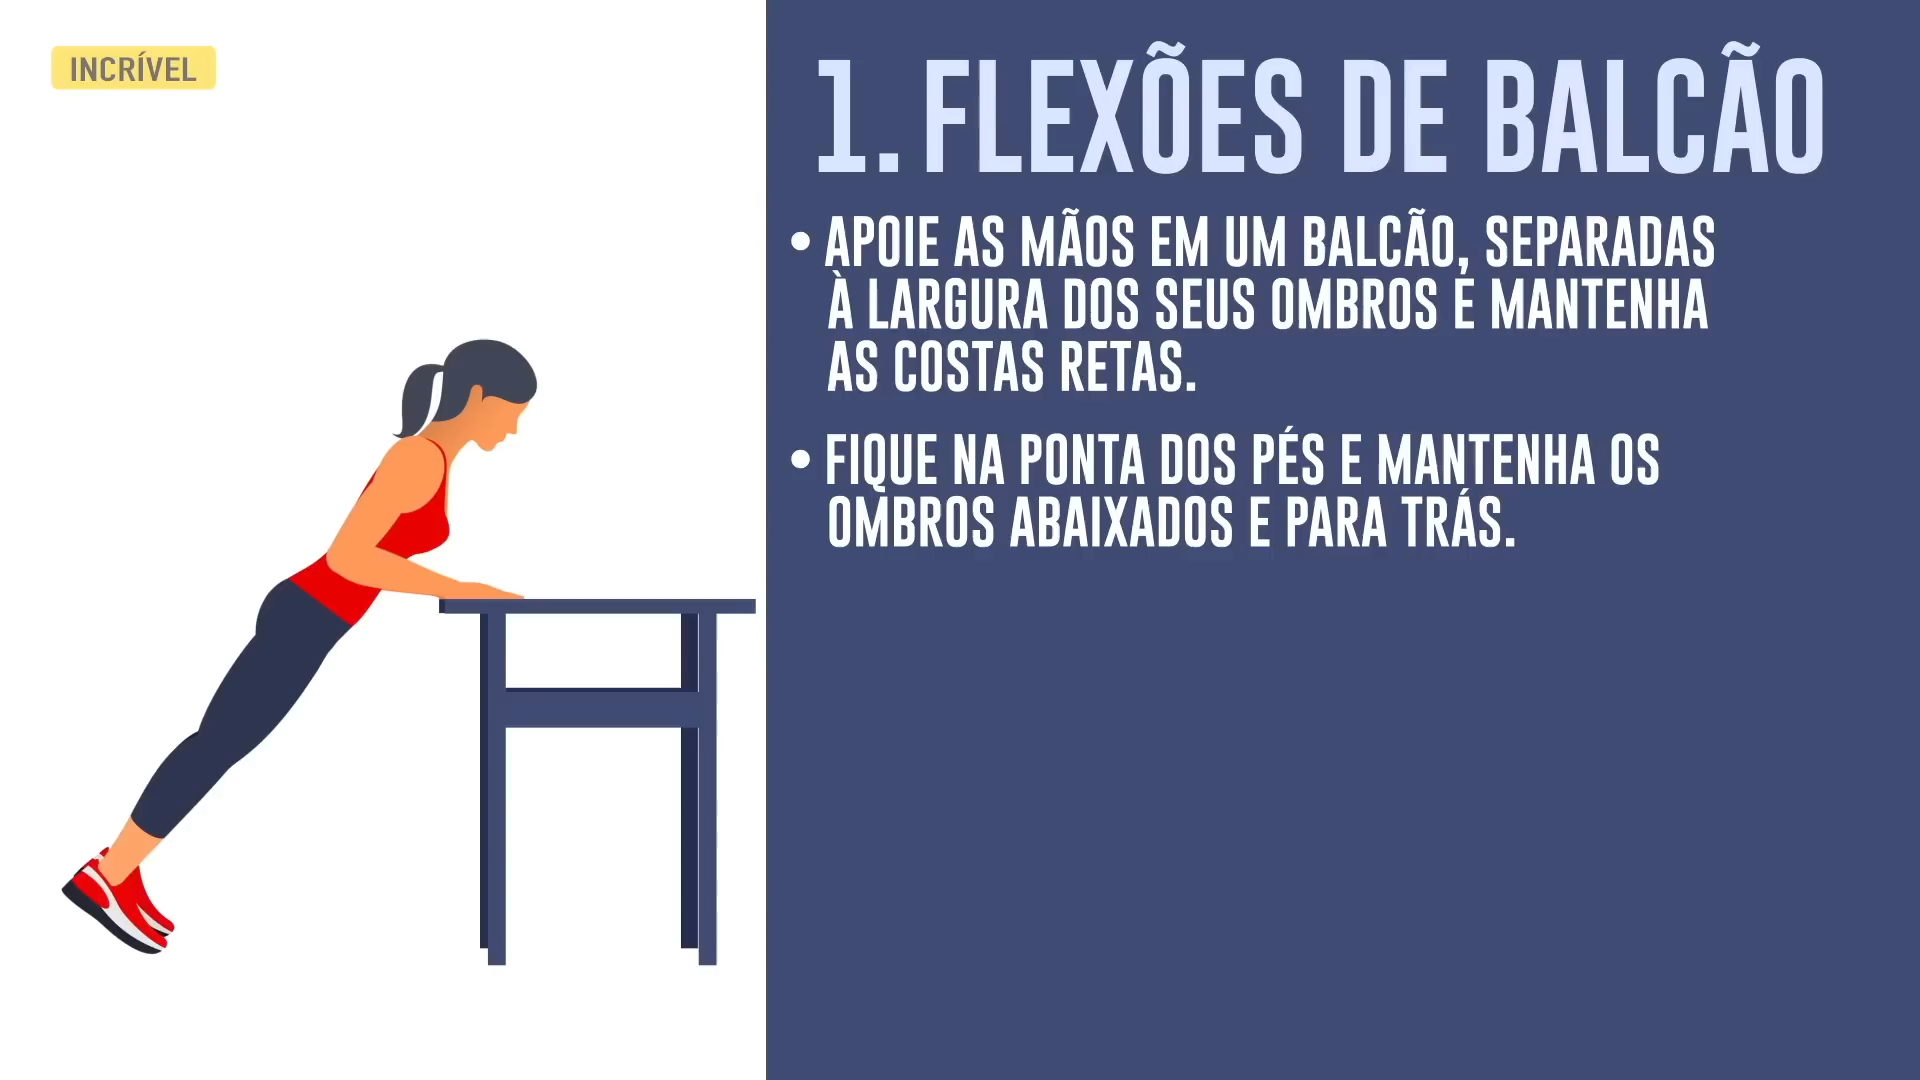 INCRÍVEL
1. FLEXÕES DE BALCÃO
• APOIE AS MÃOS EM UM BALCÃO, SEPARADAS
À LARGURA DOS SEUS OMBROS E MANTENHA
AS COSTAS RETAS.
• FIQUE NA PONTA DOS PÉS E MANTENHA OS
OMBROS ABAIXADOS E PARA TRÁS.